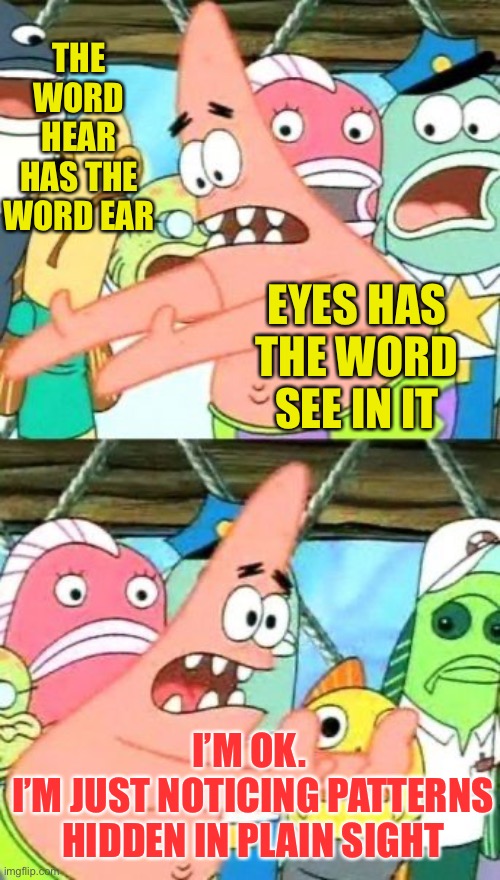 THE
WORD
HEAR
HAS THE
WORD EAR
EYES HAS
THE WORD
SEE IN IT
I'M OK.
I'M JUST NOTICING PATTERNS
HIDDEN IN PLAIN SIGHT
imgflip.com